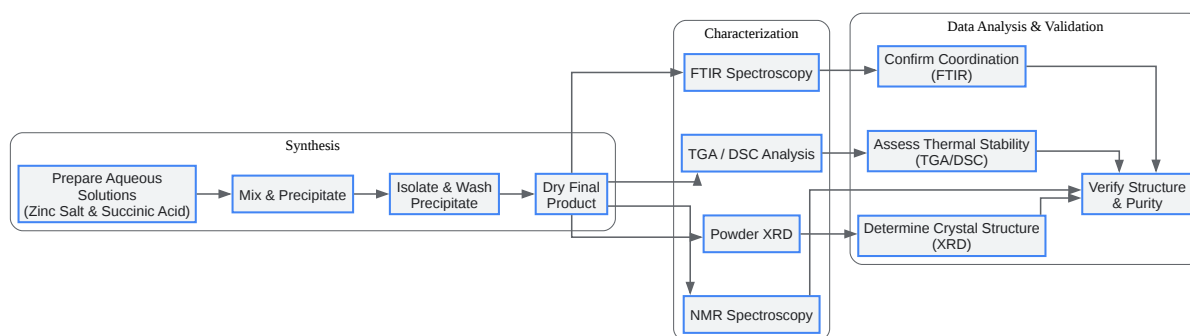 Synthesis
Prepare Aqueous
Solutions
(Zinc Salt & Succinic Acid)
Mix & Precipitate
Isolate & Wash
Precipitate
Dry Final
Product
Characterization
FTIR Spectroscopy
TGA / DSC Analysis
Powder XRD
NMR Spectroscopy
Data Analysis & Validation
Confirm Coordination
(FTIR)
Assess Thermal Stability
(TGA/DSC)
Determine Crystal Structure
(XRD)
Verify Structure
& Purity